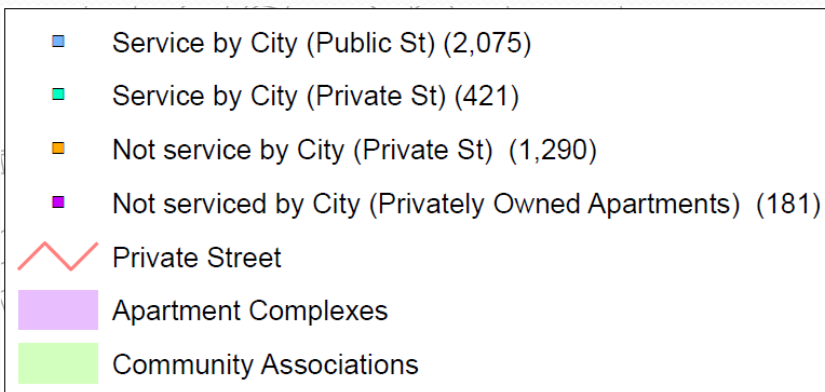 Service by City (Public St) (2,075)
Service by City (Private St) (421)
Not service by City (Private St) (1,290)
Not serviced by City (Privately Owned Apartments) (181)
Private Street
Apartment Complexes
Community Associations